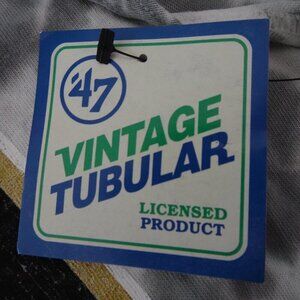 '47
VINTAGE
TUBULAR
LICENSED
PRODUCT